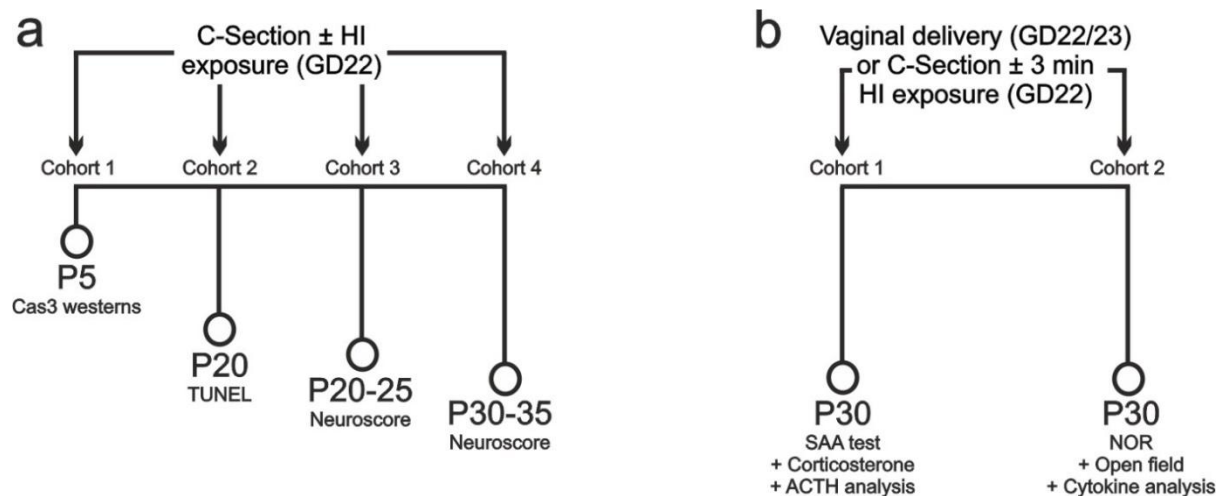 a
C-Section ± HI
exposure (GD22)
Cohort 1
Cohort 2
Cohort 3
Cohort 4
P5
Cas3 westerns
P20
TUNEL
P20-25
Neuroscore
P30-35
Neuroscore
b
Vaginal delivery (GD22/23)
or C-Section ± 3 min
HI exposure (GD22)
Cohort 1
Cohort 2
P30
SAA test
+ Corticosterone
+ ACTH analysis
P30
NOR
+ Open field
+ Cytokine analysis